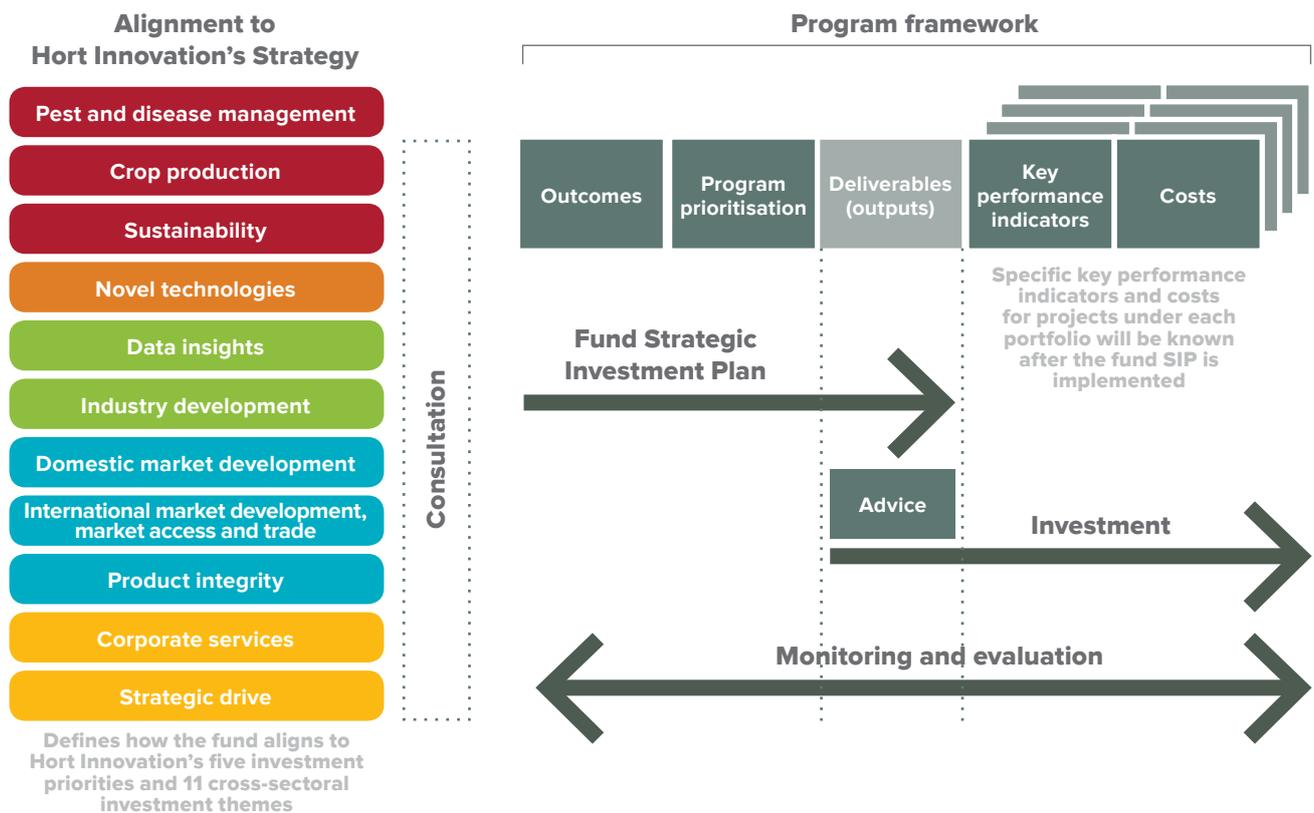 Alignment to
Hort Innovation's Strategy
Pest and disease management
Crop production
Sustainability
Novel technologies
Data insights
Industry development
Domestic market development
International market development,
market access and trade
Product integrity
Corporate services
Strategic drive
Defines how the fund aligns to
Hort Innovation's five investment
priorities and 11 cross-sectoral
investment themes
Consultation
Program framework
Outcomes
Program
prioritisation
Deliverables
(outputs)
Key
performance
indicators
Costs
Specific key performance
indicators and costs
for projects under each
portfolio will be known
after the fund SIP is
implemented
Fund Strategic
Investment Plan
Advice
Investment
Monitoring and evaluation